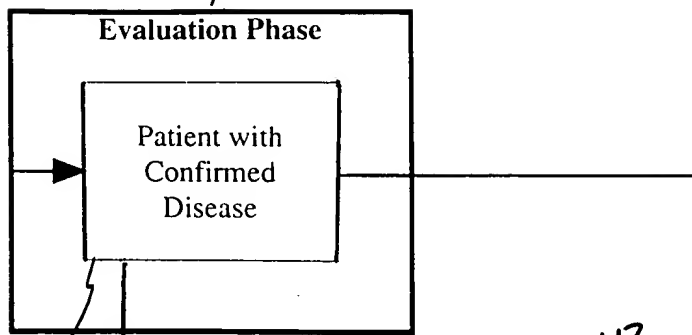 Evaluation Phase
Patient with
Confirmed
Disease